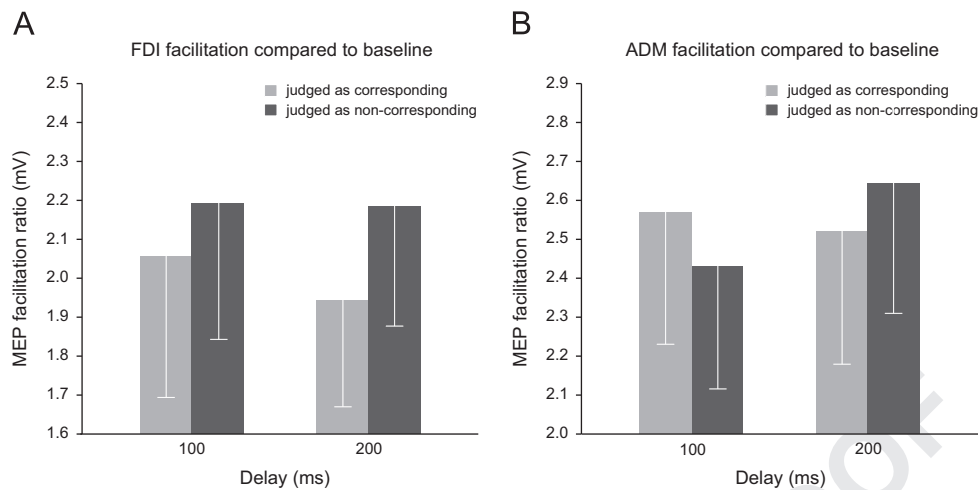 A
FDI facilitation compared to baseline
judged as corresponding
judged as non-corresponding
MEP facilitation ratio (mV)
2.5
2.4
2.3
2.2
2.1
2.0
1.9
1.8
1.7
1.6
100
200
Delay (ms)
B
ADM facilitation compared to baseline
judged as corresponding
judged as non-corresponding
MEP facilitation ratio (mV)
2.9
2.8
2.7
2.6
2.5
2.4
2.3
2.2
2.1
2.0
100
200
Delay (ms)
OF